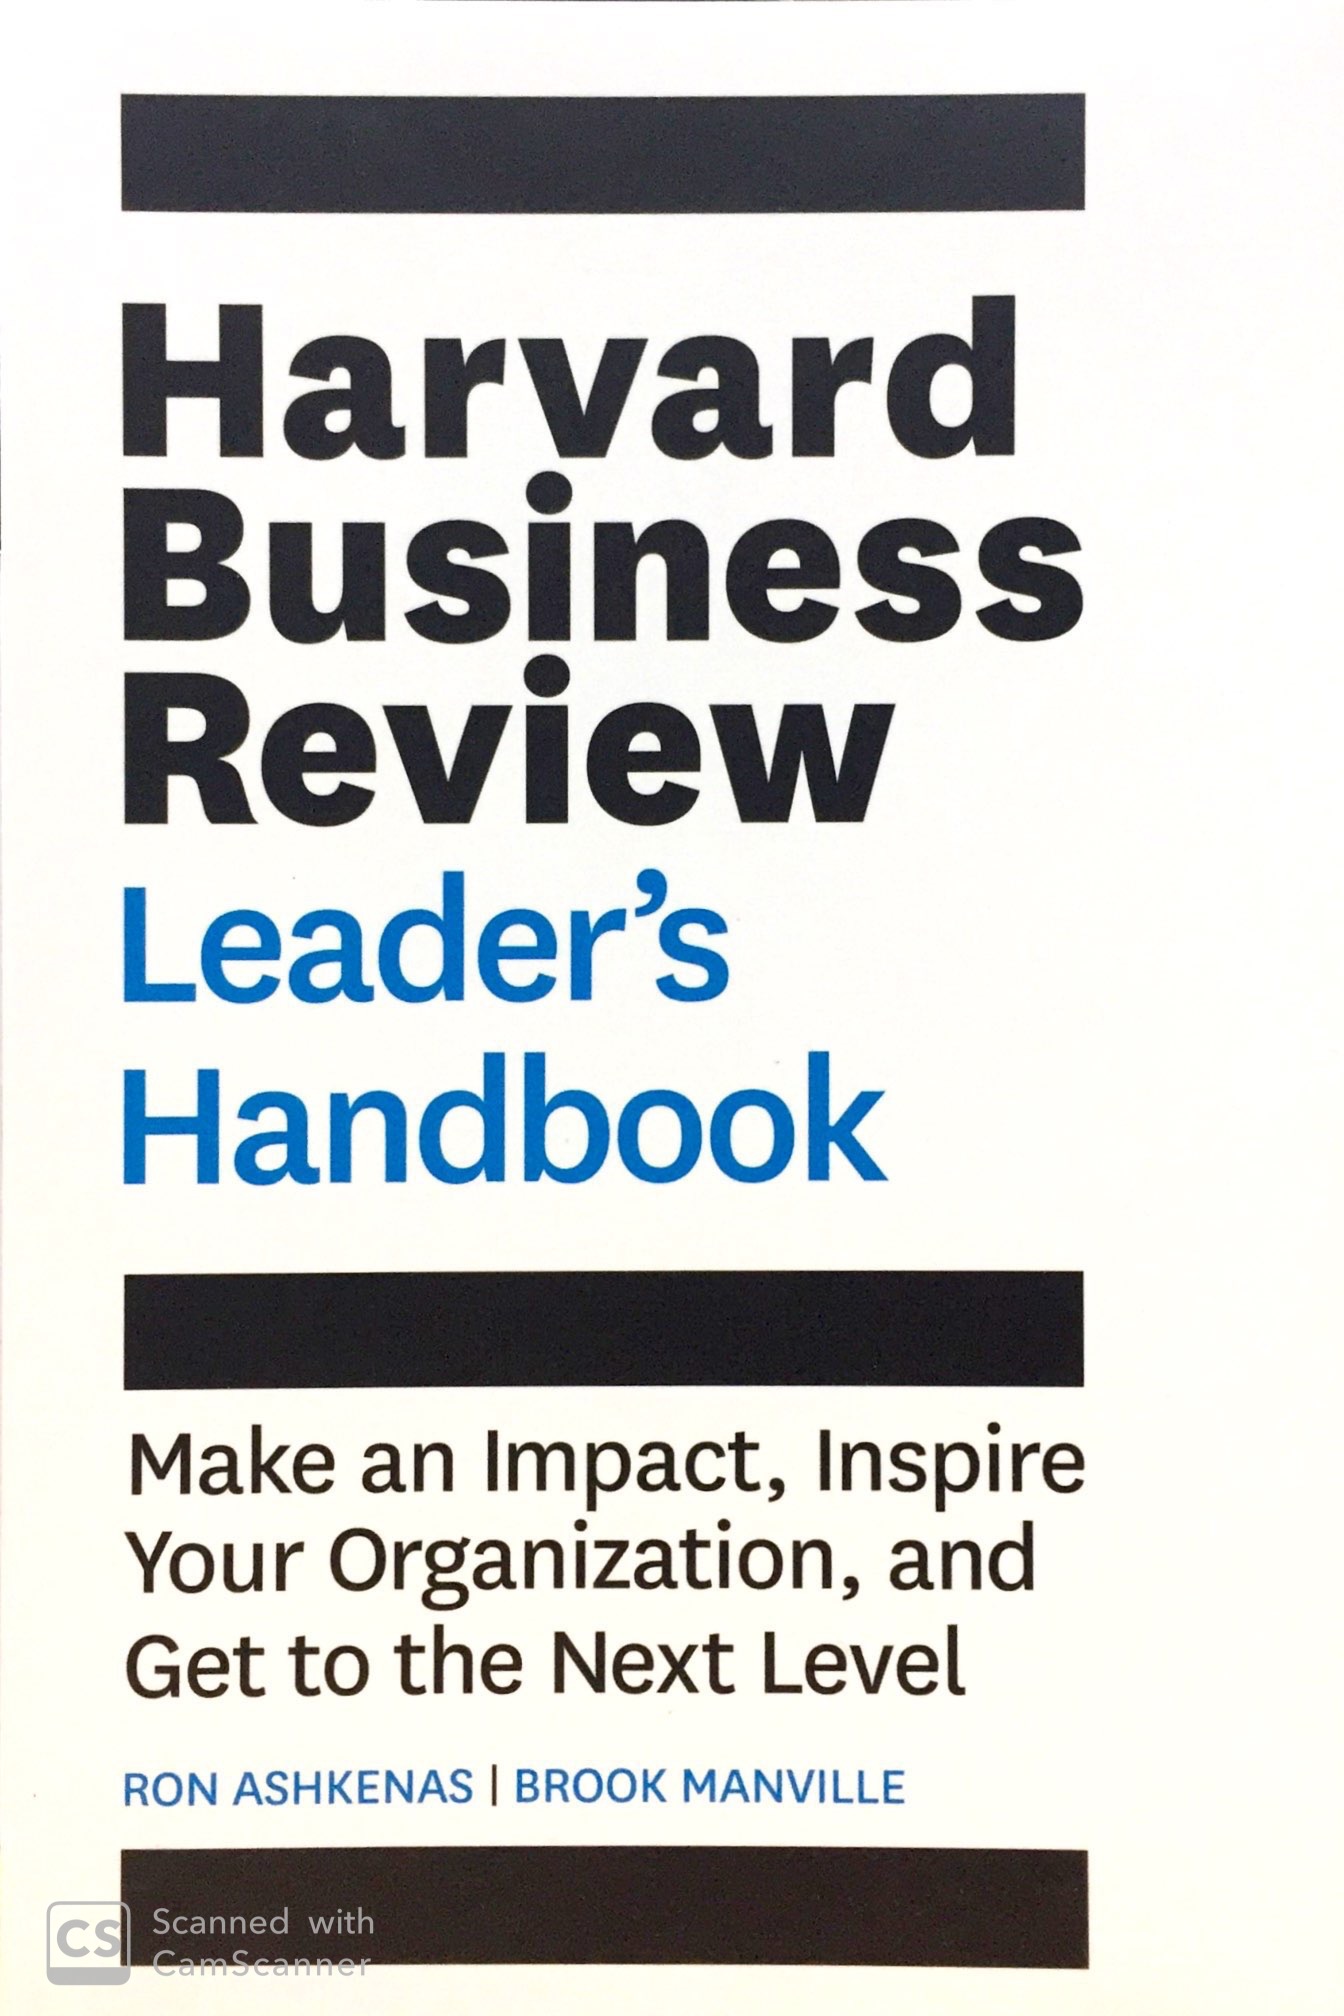 Harvard
Business
Review
Leader’s
Handbook
Make an Impact, Inspire
Your Organization, and
Get to the Next Level
RON ASHKENAS | BROOK MANVILLE
CS
Scanned with
CamScanner